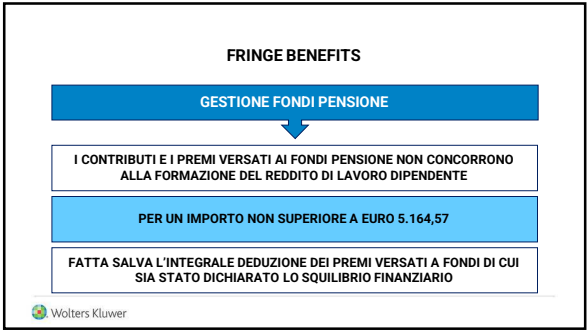 FRINGE BENEFITS
GESTIONE FONDI PENSIONE
I CONTRIBUTI E I PREMI VERSATI AI FONDI PENSIONE NON CONCORRONO
ALLA FORMAZIONE DEL REDDITO DI LAVORO DIPENDENTE
PER UN IMPORTO NON SUPERIORE A EURO 5.164,57
FATTA SALVA L'INTEGRALE DEDUZIONE DEI PREMI VERSATI A FONDI DI CUI
SIA STATO DICHIARATO LO SQUILIBRIO FINANZIARIO
Wolters Kluwer